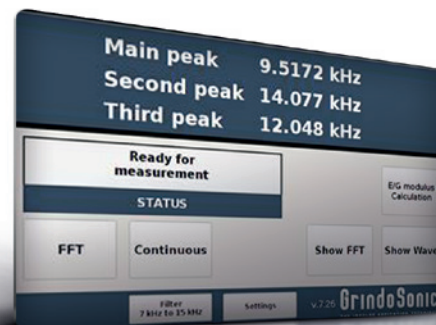 Main peak 9.5172 kHz
Second peak 14.077 kHz
Third peak 12.048 kHz
Ready for
measurement
STATUS
E/G modulus
Calculation
FFT
Continuous
Show FFT
Show Wave
Filter
7 kHz to 15 kHz
Settings
v.7.26
GrindoSonic